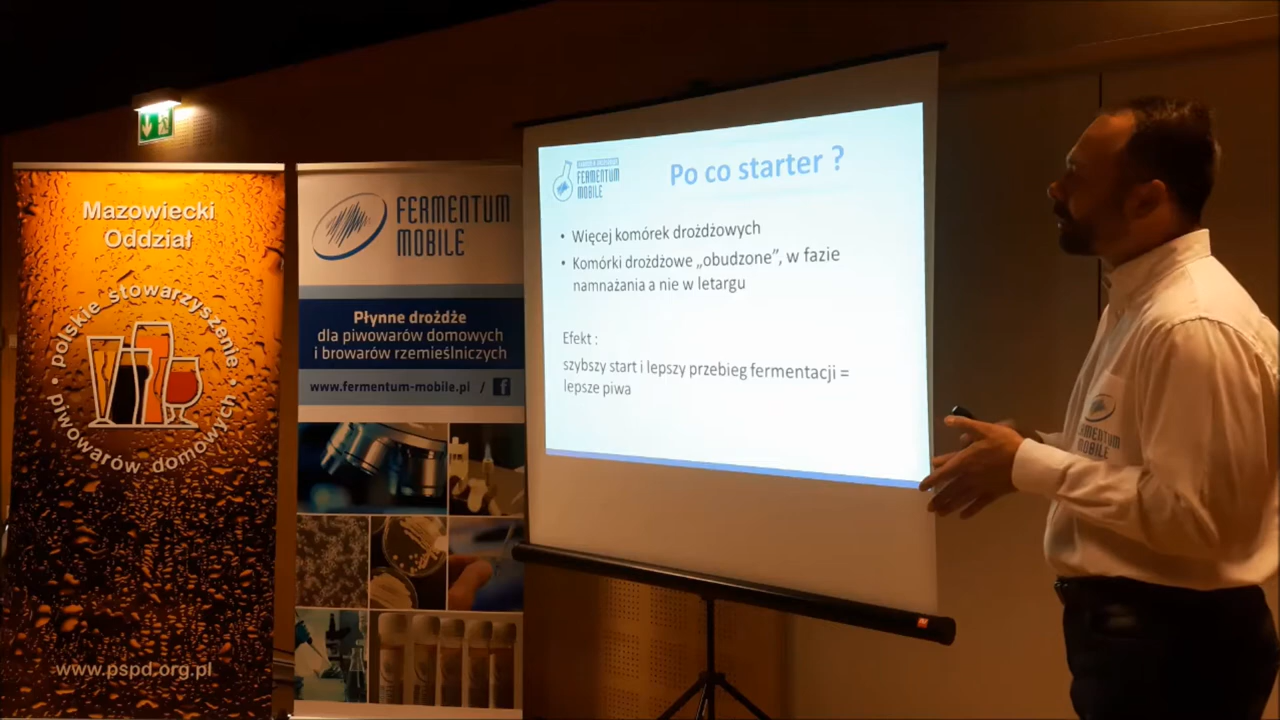 Mazowiecki
Oddział
polskie stowarzyszenie
piwowarów domowych
www.pspd.org.pl
FERMENTUM
MOBILE
Płynne drożdże
dla piwowarów domowych
i browarów rzemieślniczych
www.fermentum-mobile.pl / f
FERMENTUM
MOBILE
Po co starter ?
• Więcej komórek drożdżowych
• Komórki drożdżowe „obudzone”, w fazie
namnażania a nie w letargu
Efekt :
szybszy start i lepszy przebieg fermentacji =
lepsze piwa
FERMENTUM
MOBILE